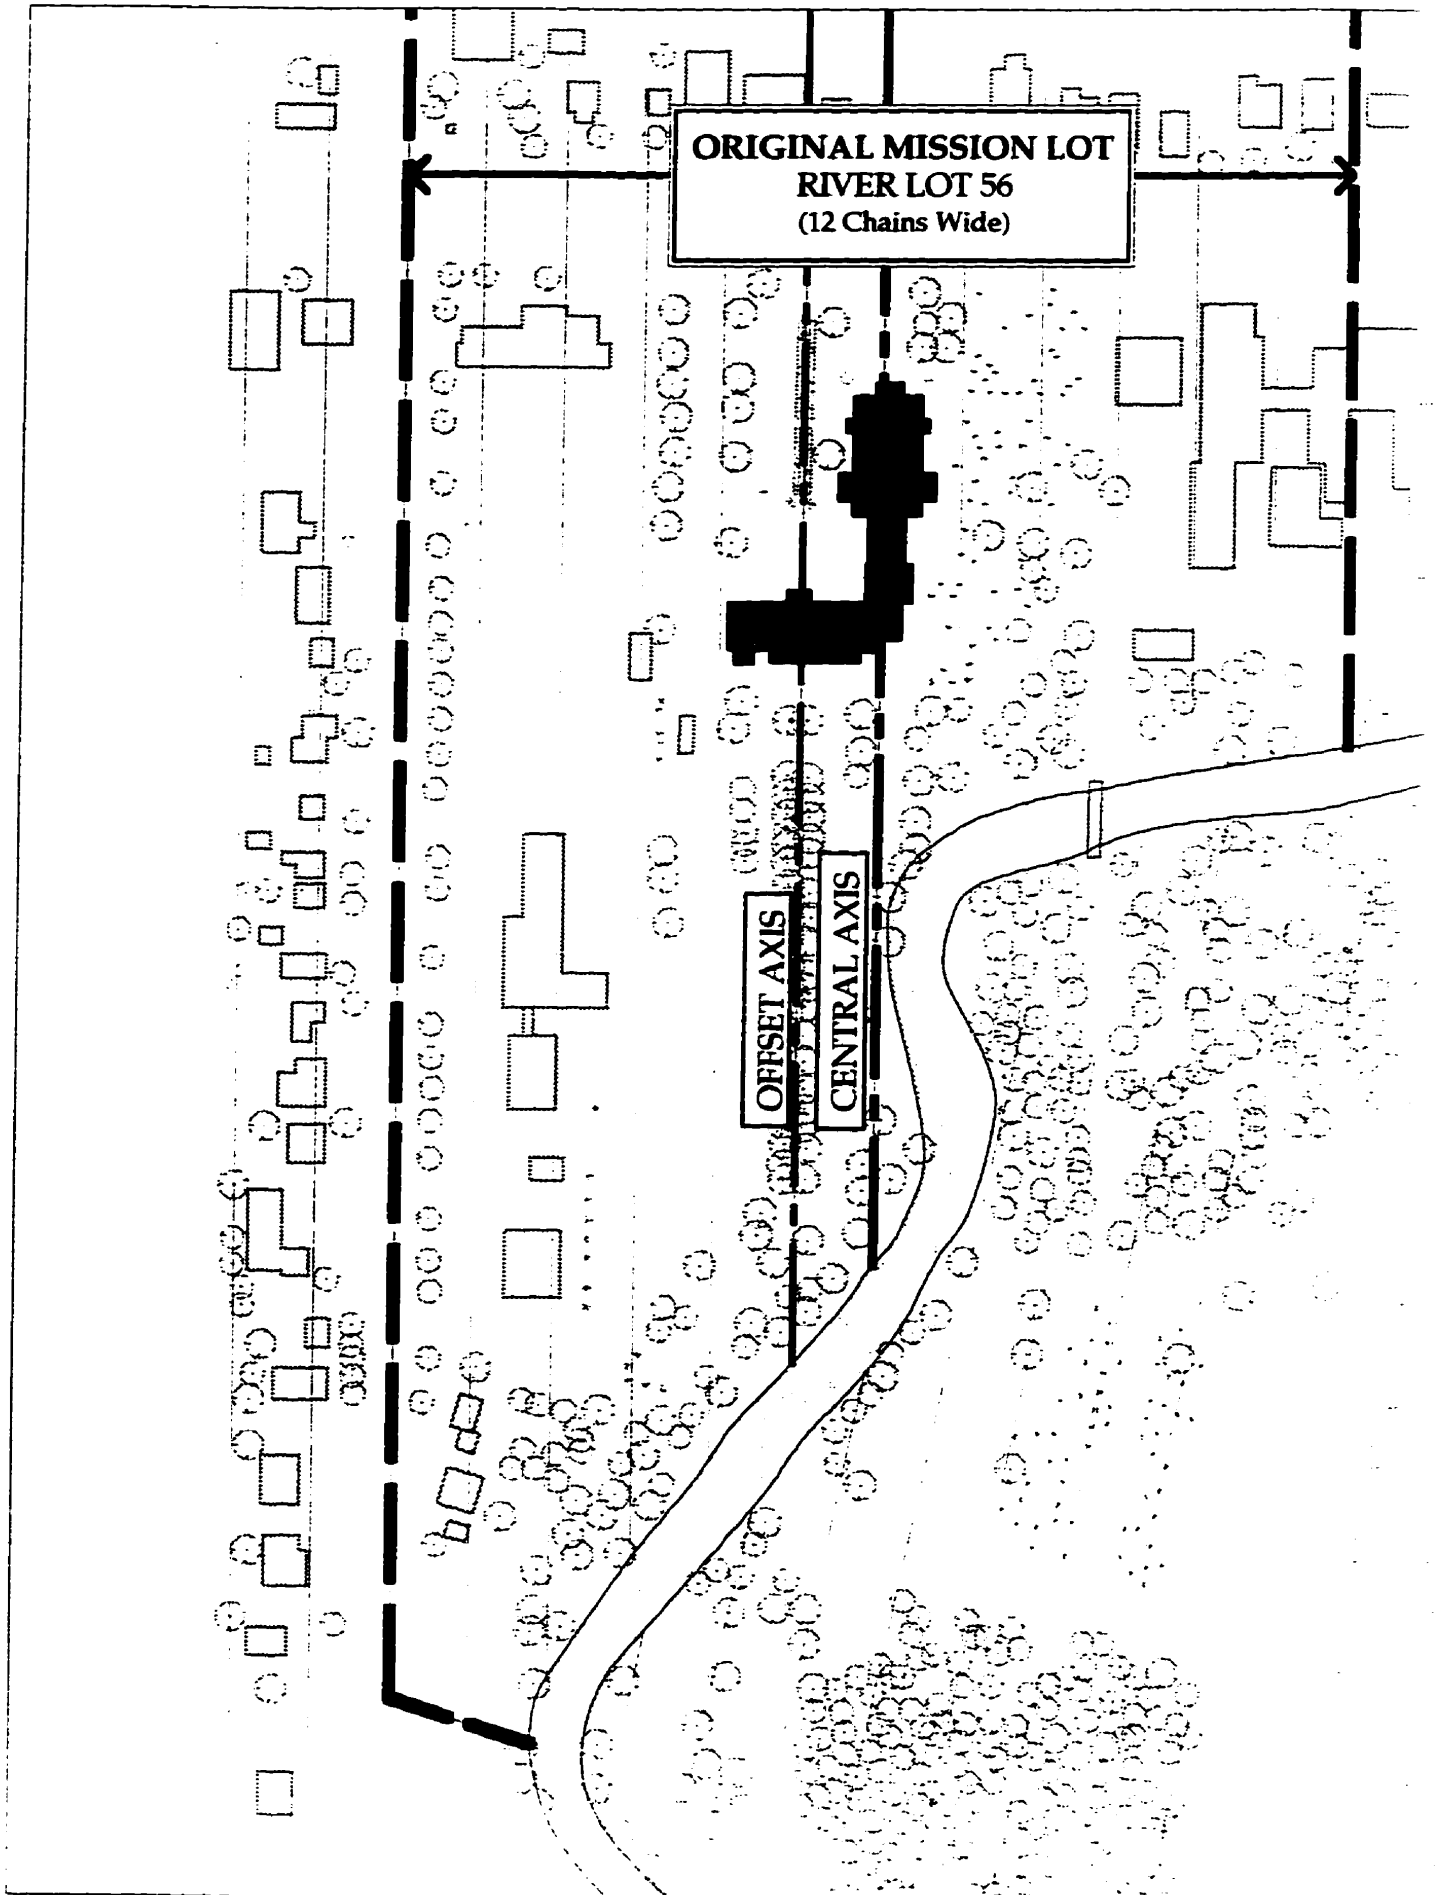 ORIGINAL MISSION LOT
RIVER LOT 56
(12 Chains Wide)
OFFSET AXIS
CENTRAL AXIS